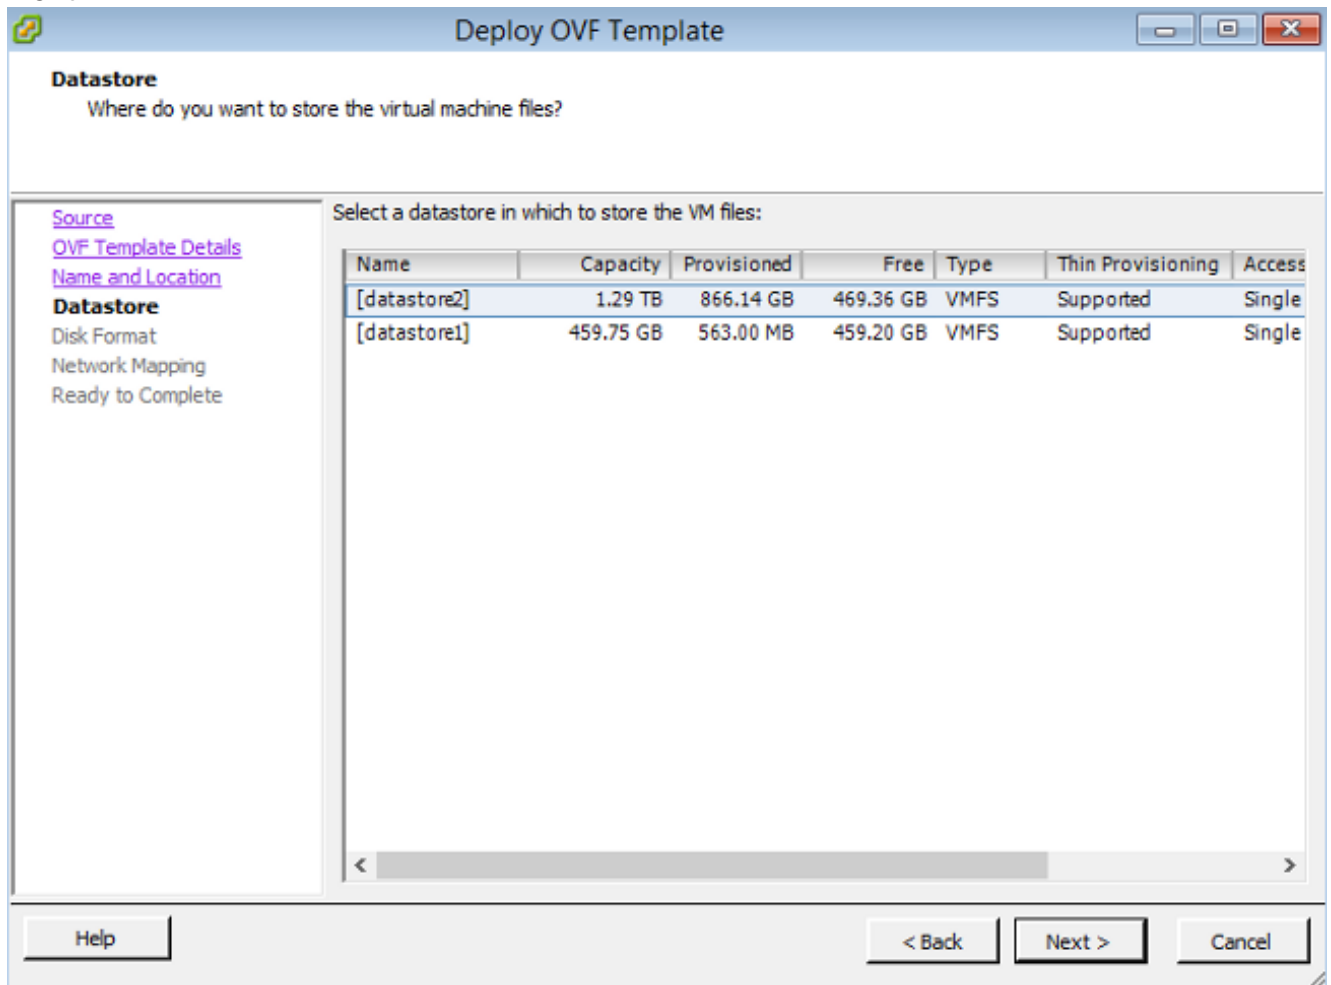 Deploy OVF Template
Datastore
Where do you want to store the virtual machine files?
Source
OVF Template Details
Name and Location
Datastore
Disk Format
Network Mapping
Ready to Complete
Select a datastore in which to store the VM files:
Name Capacity Provisioned Free Type Thin Provisioning Access
[datastore2] 1.29 TB 866.14 GB 469.36 GB VMFS Supported Single
[datastore1] 459.75 GB 563.00 MB 459.20 GB VMFS Supported Single
Help < Back Next > Cancel